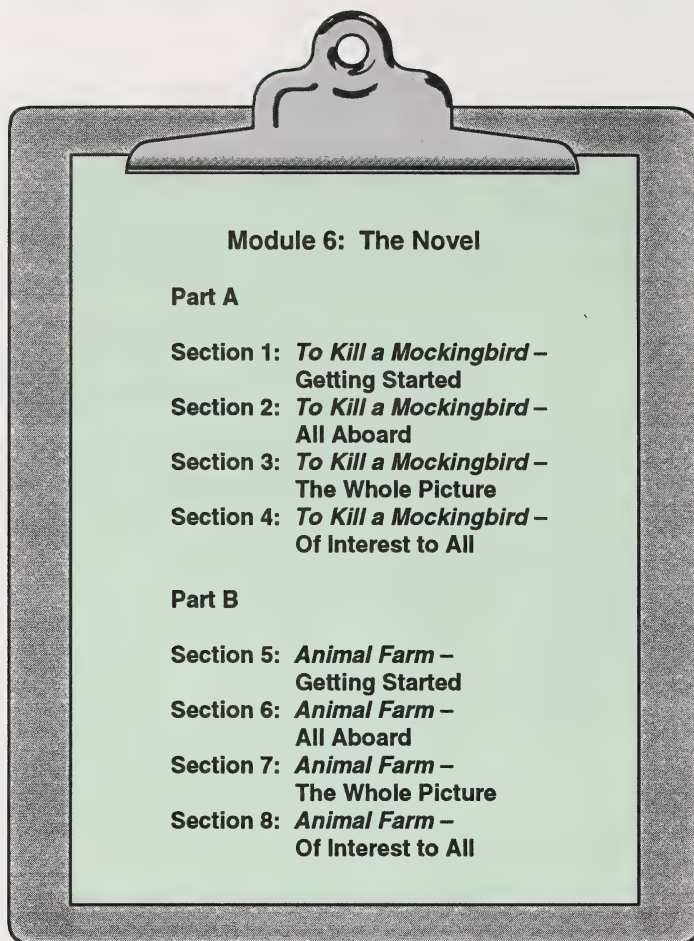 Module 6: The Novel
Part A
Section 1: To Kill a Mockingbird –
Getting Started
Section 2: To Kill a Mockingbird –
All Aboard
Section 3: To Kill a Mockingbird –
The Whole Picture
Section 4: To Kill a Mockingbird –
Of Interest to All
Part B
Section 5: Animal Farm –
Getting Started
Section 6: Animal Farm –
All Aboard
Section 7: Animal Farm –
The Whole Picture
Section 8: Animal Farm –
Of Interest to All